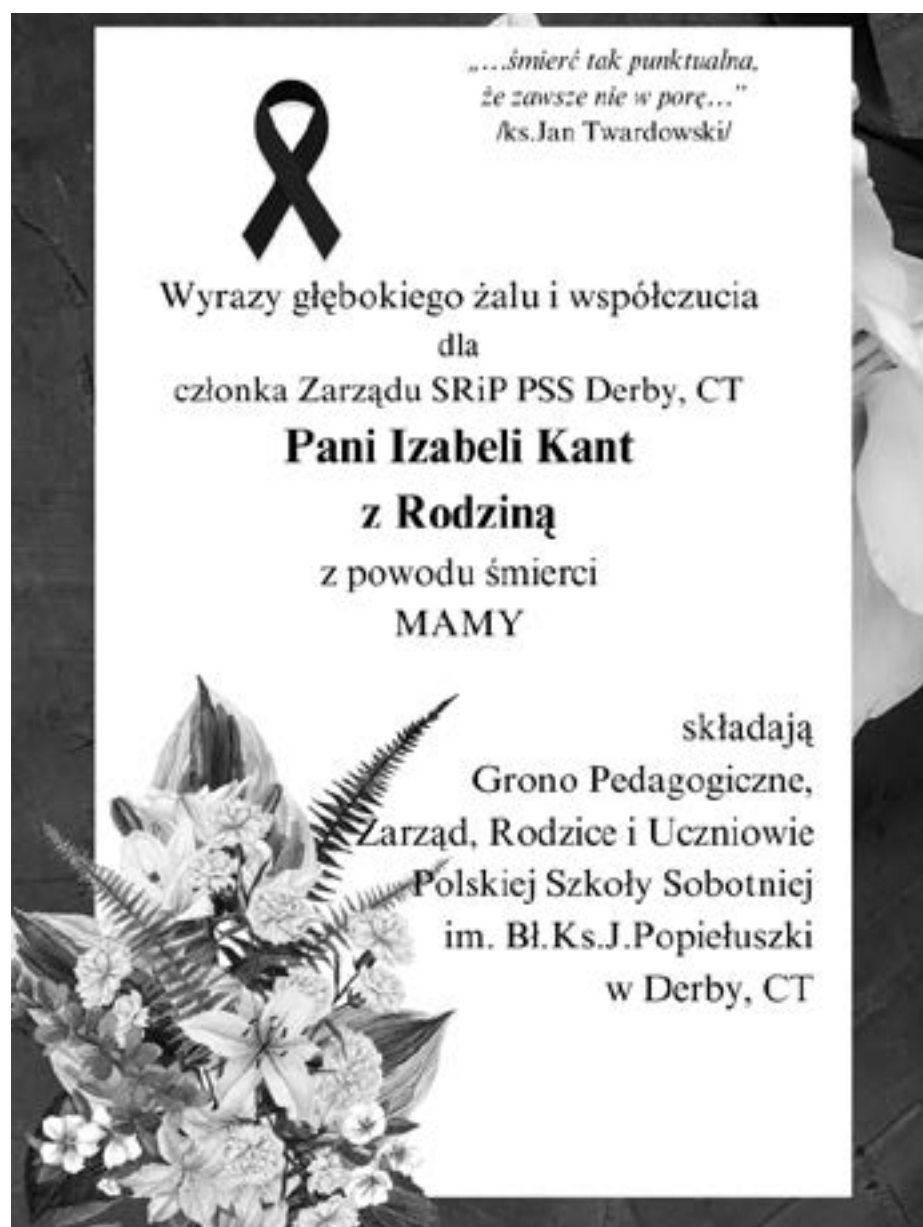 „…śmierć tak punktualna,
że zawsze nie w porę…”
/ks.Jan Twardowski/
Wyrazy głębokiego żalu i współczucia
dla
członka Zarządu SRiP PSS Derby, CT
Pani Izabeli Kant
z Rodziną
z powodu śmierci
MAMY
składają
Grono Pedagogiczne,
Zarząd, Rodzice i Uczniowie
Polskiej Szkoły Sobotniej
im. Bł.Ks.J.Popiełuszki
w Derby, CT